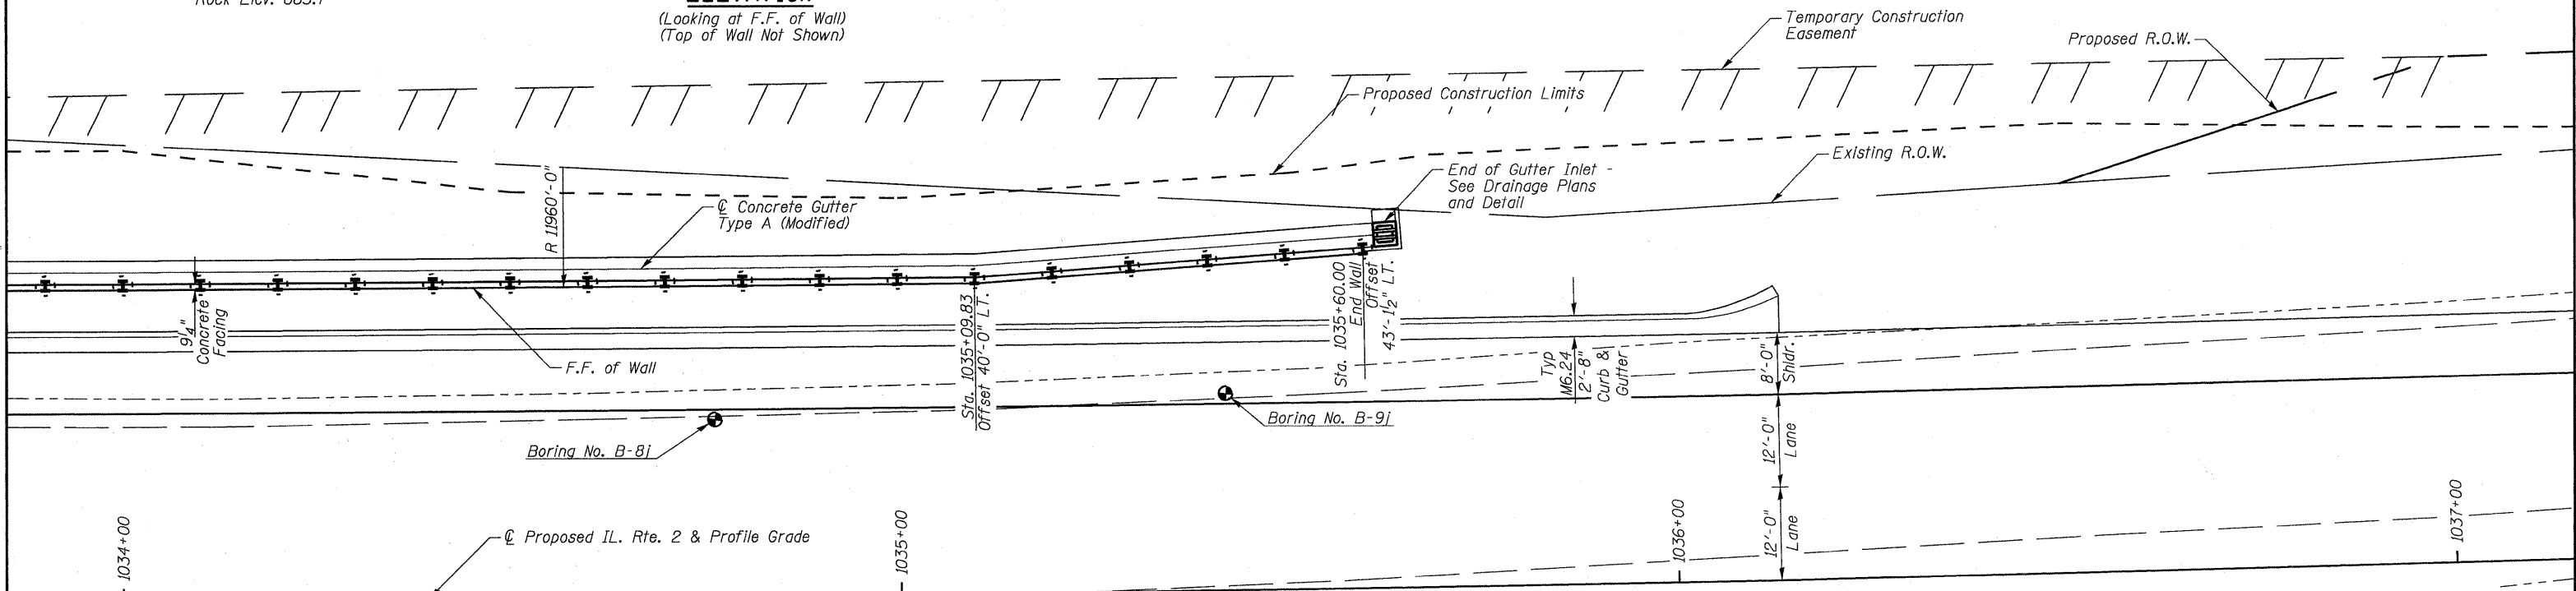 (Looking at F.F. of Wall)
(Top of Wall Not Shown)
Temporary Construction
Easement
Proposed R.O.W.
Proposed Construction Limits
Existing R.O.W.
End of Gutter Inlet -
See Drainage Plans
and Detail
R 11960'-0"
℄ Concrete Gutter
Type A (Modified)
9¼"
Concrete
Facing
F.F. of Wall
Sta. 1035+09.83
Offset 40'-0" LT.
Sta. 1035+60.00
End Wall
Offset
43'-1½" LT.
Typ
M6.24
2'-8"
Curb &
Gutter
8'-0"
Shldr.
12'-0"
Lane
12'-0"
Lane
Boring No. B-8j
Boring No. B-9j
℄ Proposed IL. Rte. 2 & Profile Grade
1034+00
1035+00
1036+00
1037+00